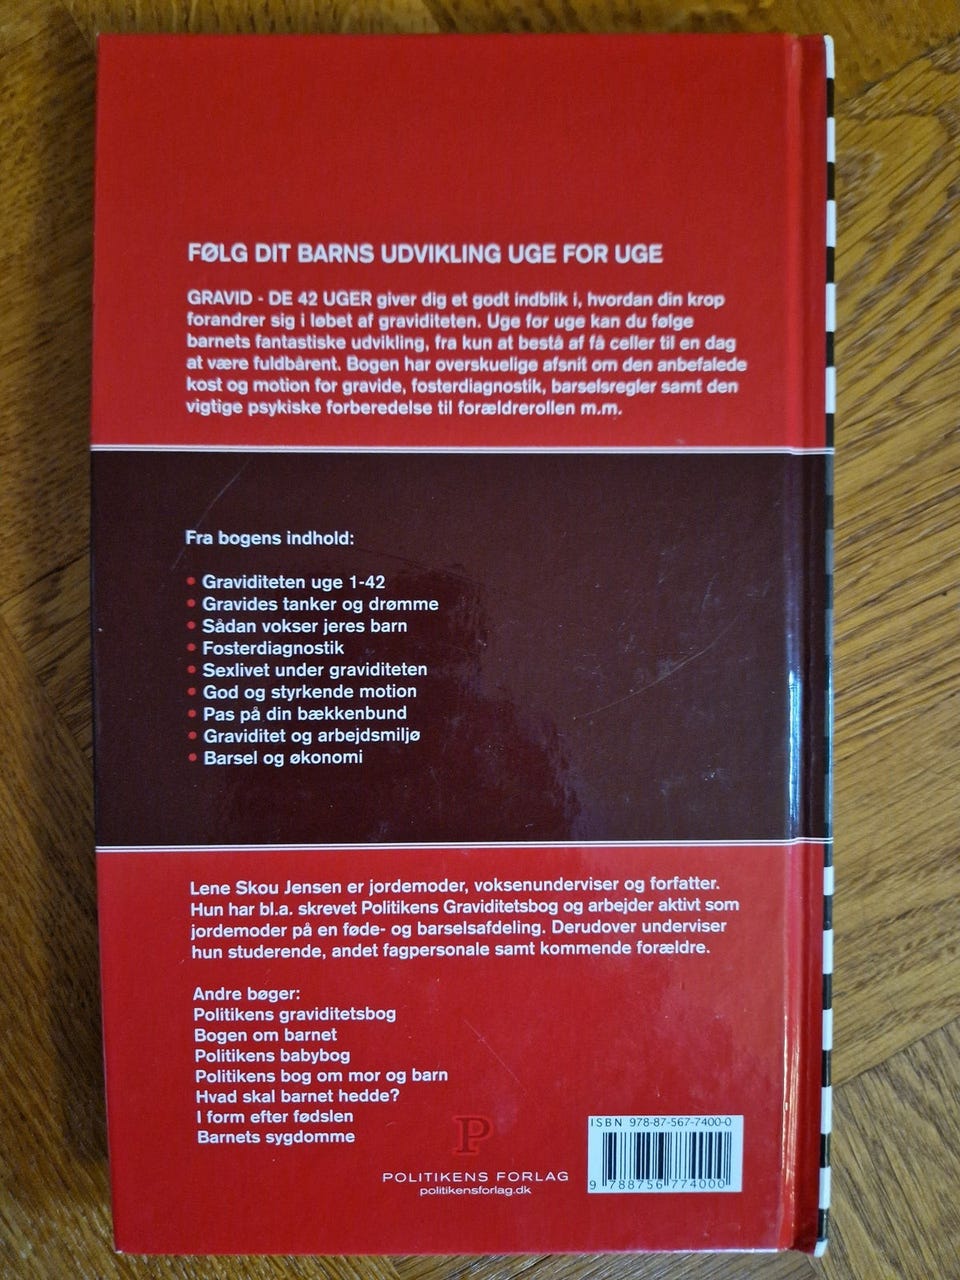 FØLG DIT BARNS UDVIKLING UGE FOR UGE
GRAVID - DE 42 UGER giver dig et godt indblik i, hvordan din krop
forandrer sig i løbet af graviditeten. Uge for uge kan du følge
barnets fantastiske udvikling, fra kun at bestå af få celler til en dag
at være fuldbårent. Bogen har overskuelige afsnit om den anbefalede
kost og motion for gravide, fosterdiagnostik, barselsregler samt den
vigtige psykiske forberedelse til forældrerollen m.m.
Fra bogens indhold:
• Graviditeten uge 1-42
• Gravides tanker og drømme
• Sådan vokser jeres barn
• Fosterdiagnostik
• Sexlivet under graviditeten
• God og styrkende motion
• Pas på din bækkenbund
• Graviditet og arbejdsmiljø
• Barsel og økonomi
Lene Skou Jensen er jordemoder, voksenunderviser og forfatter.
Hun har bl.a. skrevet Politikens Graviditetsbog og arbejder aktivt som
jordemoder på en føde- og barselsafdeling. Derudover underviser
hun studerende, andet fagpersonale samt kommende forældre.
Andre bøger:
Politikens graviditetsbog
Bogen om barnet
Politikens babybog
Politikens bog om mor og barn
Hvad skal barnet hedde?
I form efter fødslen
Barnets sygdomme
P
POLITIKENS FORLAG
politikensforlag.dk
ISBN 978-87-567-7400-0
9 788756 774000